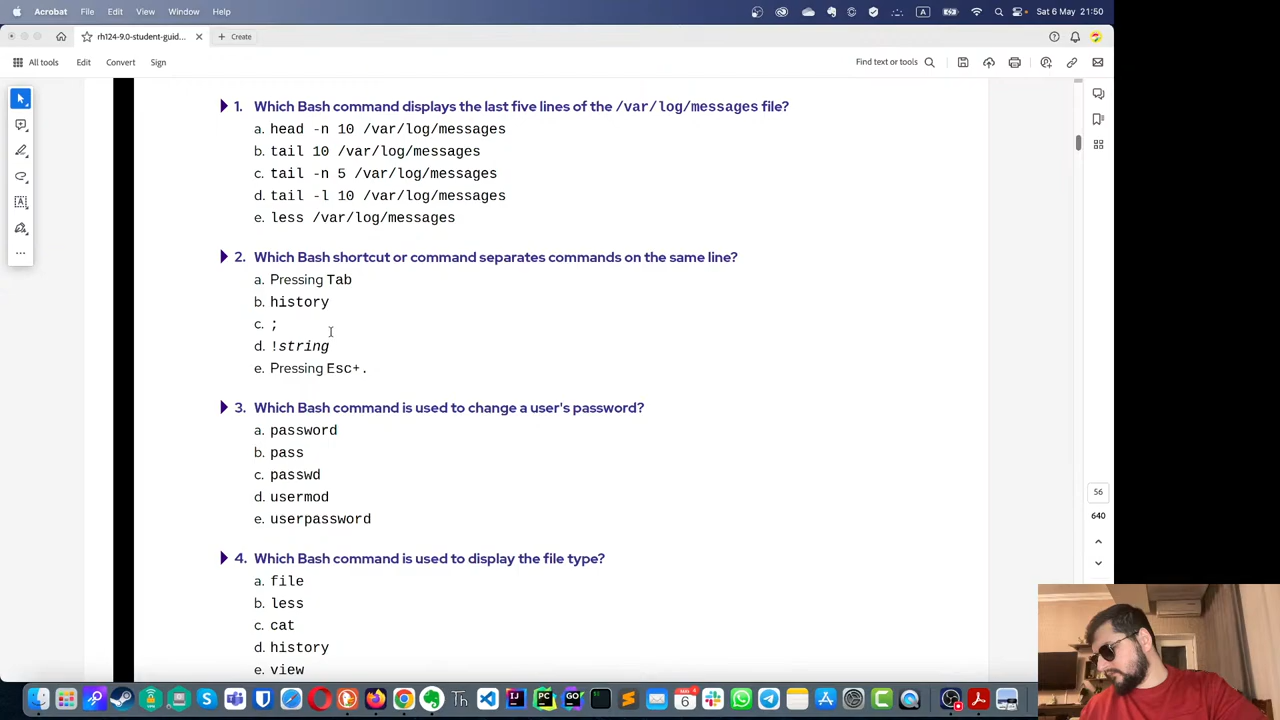 Acrobat File Edit View Window Help Sat 6 May 21:50
rh124-9.0-student-guid... Create
All tools Edit Convert Sign Find text or tools
1. Which Bash command displays the last five lines of the /var/log/messages file?
a. head -n 10 /var/log/messages
b. tail 10 /var/log/messages
c. tail -n 5 /var/log/messages
d. tail -l 10 /var/log/messages
e. less /var/log/messages
2. Which Bash shortcut or command separates commands on the same line?
a. Pressing Tab
b. history
c. ;
d. !string
e. Pressing Esc+.
3. Which Bash command is used to change a user's password?
a. password
b. pass
c. passwd
d. usermod
e. userpassword
56
640
4. Which Bash command is used to display the file type?
a. file
b. less
c. cat
d. history
e. view